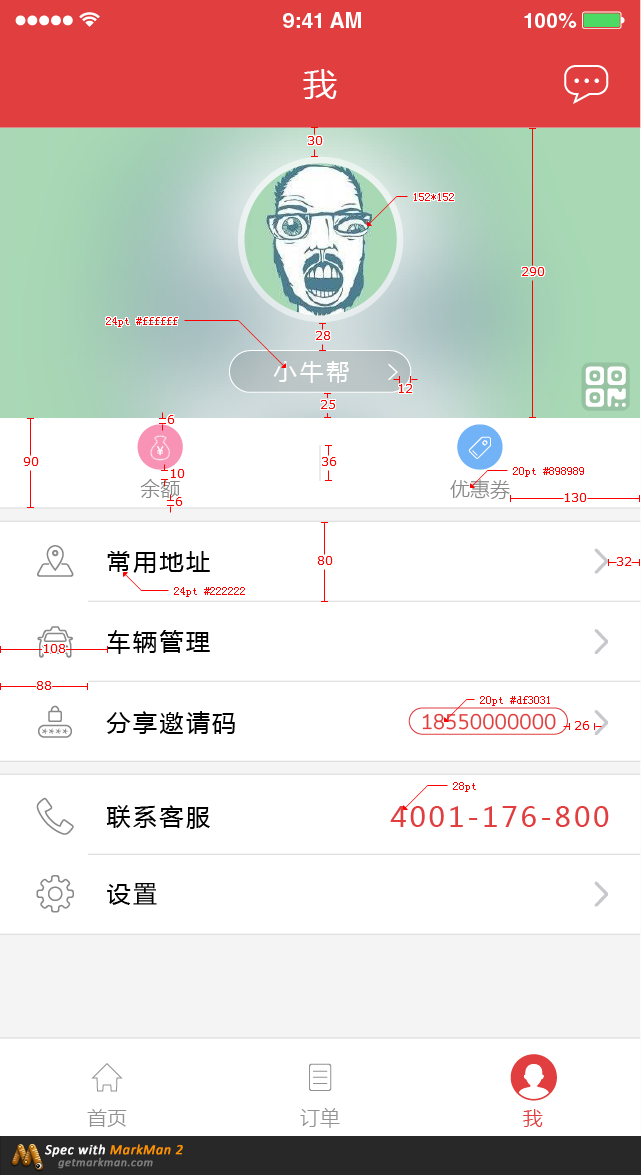 9:41 AM 100%
我
30
152*152
290
24pt #ffffff
28
小牛帮
12
25
6
90
36
10
20pt #898989
余额
优惠券
6
130
常用地址
80
32
24pt #222222
车辆管理
108
88
20pt #df3031
分享邀请码 18550000000 26
28pt
联系客服 4001-176-800
设置
首页 订单 我
Spec with MarkMan 2
getmarkman.com